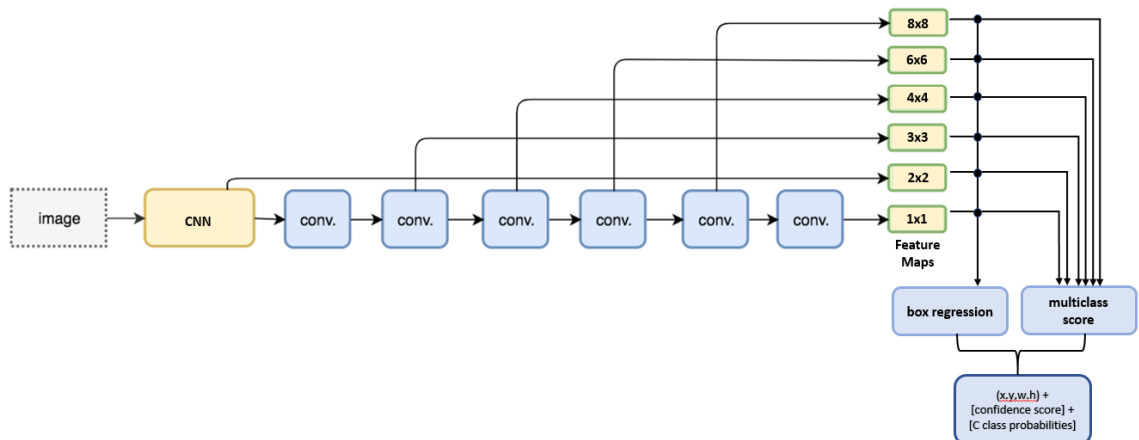 8x8
6x6
4x4
3x3
2x2
image
CNN
conv.
conv.
conv.
conv.
conv.
conv.
1x1
Feature
Maps
box regression
multiclass
score
(x.y,w.h) +
[confidence score] +
[C class probabilities]